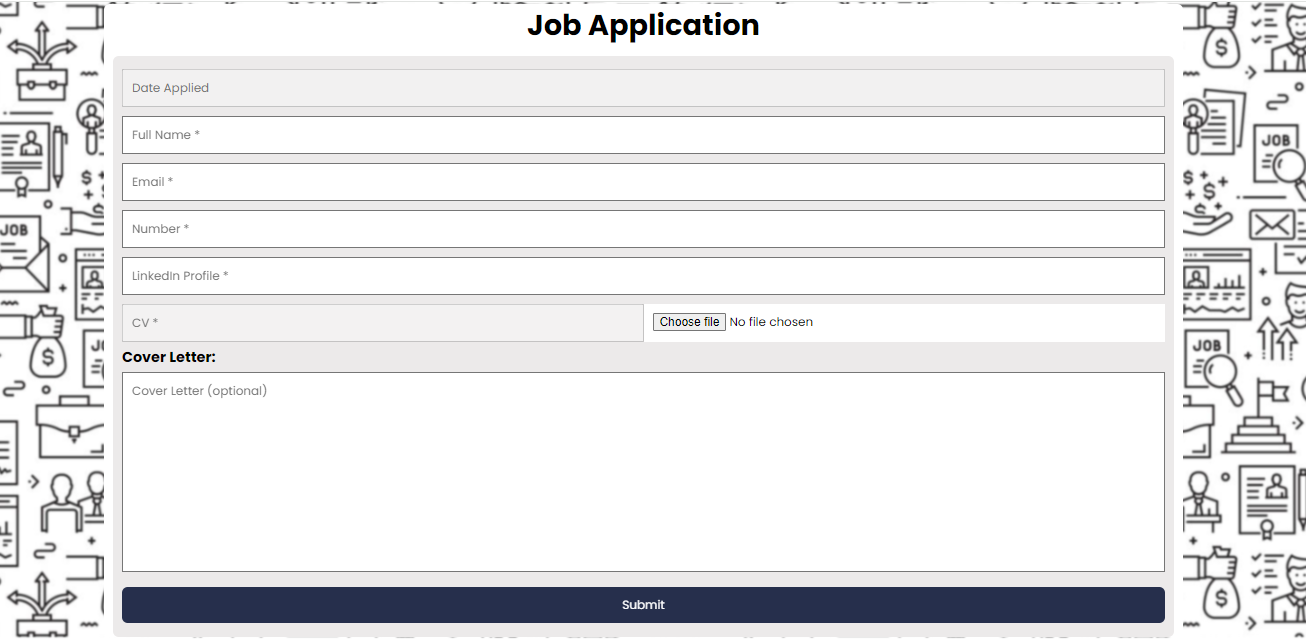 Job Application
Date Applied
Full Name *
Email *
Number *
LinkedIn Profile *
CV *
Choose file No file chosen
Cover Letter:
Cover Letter (optional)
Submit
JOB
JOB
JOB